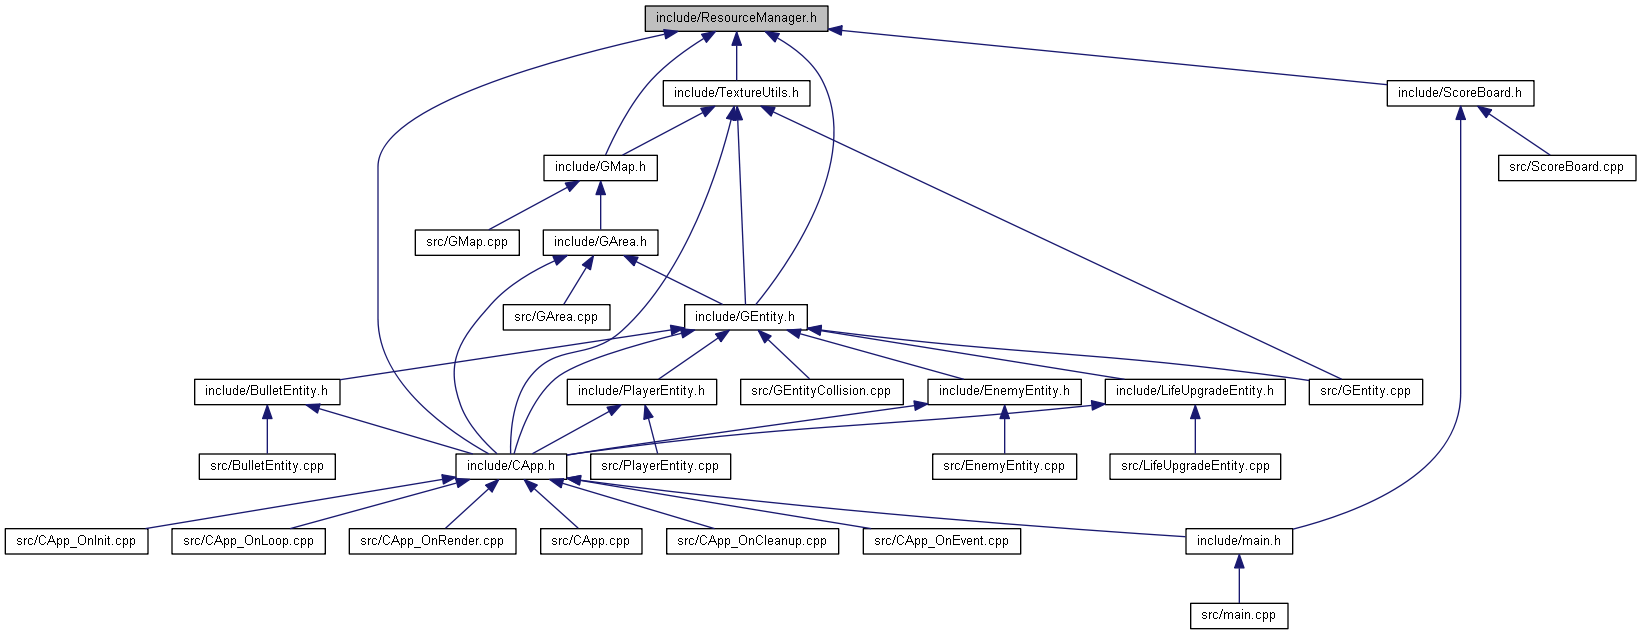 include/ResourceManager.h
include/TextureUtils.h
include/ScoreBoard.h
include/GMap.h
src/ScoreBoard.cpp
src/GMap.cpp
include/GArea.h
src/GArea.cpp
include/GEntity.h
include/BulletEntity.h
include/PlayerEntity.h
src/GEntityCollision.cpp
include/EnemyEntity.h
include/LifeUpgradeEntity.h
src/GEntity.cpp
src/BulletEntity.cpp
include/CApp.h
src/PlayerEntity.cpp
src/EnemyEntity.cpp
src/LifeUpgradeEntity.cpp
src/CApp_OnInit.cpp
src/CApp_OnLoop.cpp
src/CApp_OnRender.cpp
src/CApp.cpp
src/CApp_OnCleanup.cpp
src/CApp_OnEvent.cpp
include/main.h
src/main.cpp